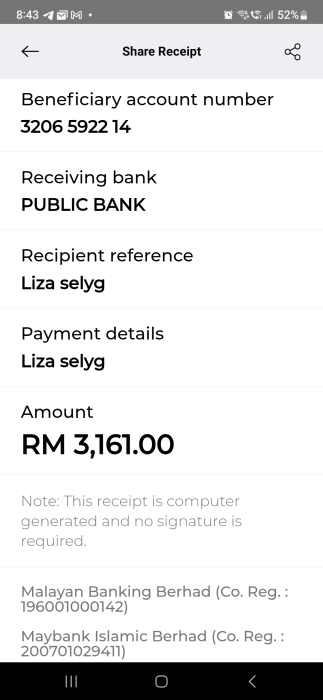 8:43
52%
Share Receipt
Beneficiary account number
3206 5922 14
Receiving bank
PUBLIC BANK
Recipient reference
Liza selyg
Payment details
Liza selyg
Amount
RM 3,161.00
Note: This receipt is computer
generated and no signature is
required.
Malayan Banking Berhad (Co. Reg. :
196001000142)
Maybank Islamic Berhad (Co. Reg. :
200701029411)